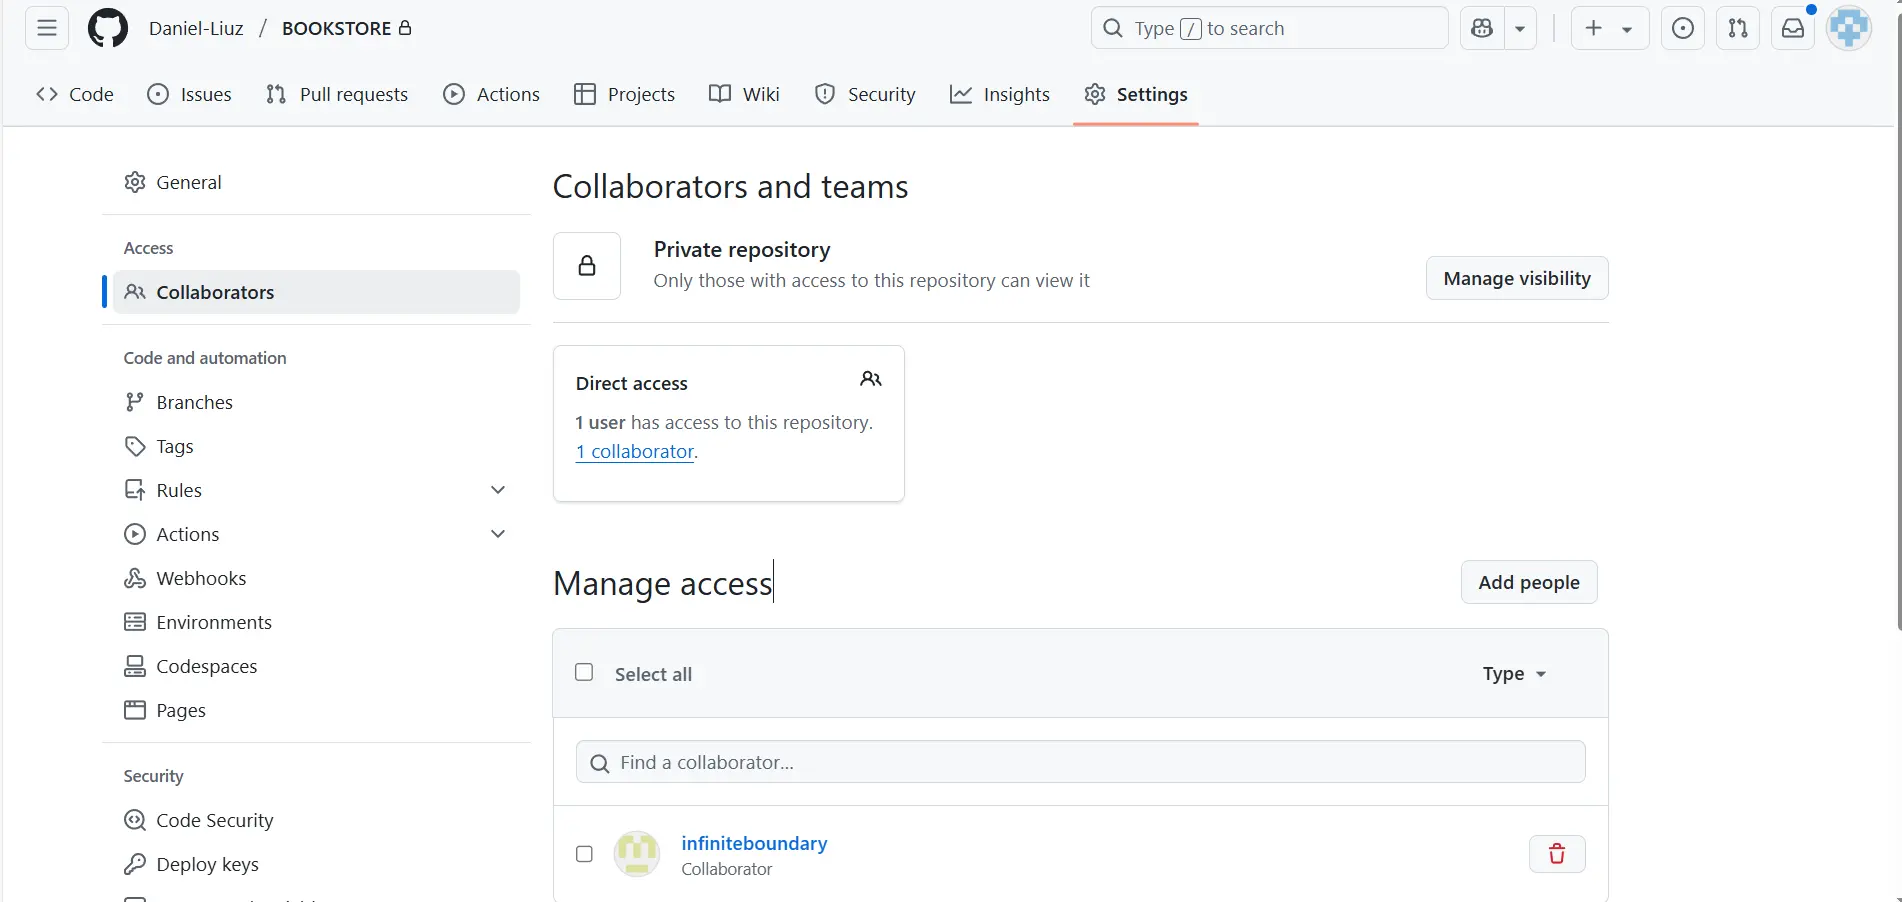 Daniel-Liuz / BOOKSTORE
Type / to search
Code
Issues
Pull requests
Actions
Projects
Wiki
Security
Insights
Settings
General
Access
Collaborators
Code and automation
Branches
Tags
Rules
Actions
Webhooks
Environments
Codespaces
Pages
Security
Code Security
Deploy keys
Collaborators and teams
Private repository
Only those with access to this repository can view it
Manage visibility
Direct access
1 user has access to this repository.
1 collaborator.
Manage access
Add people
Select all
Type
Find a collaborator...
infiniteboundary
Collaborator